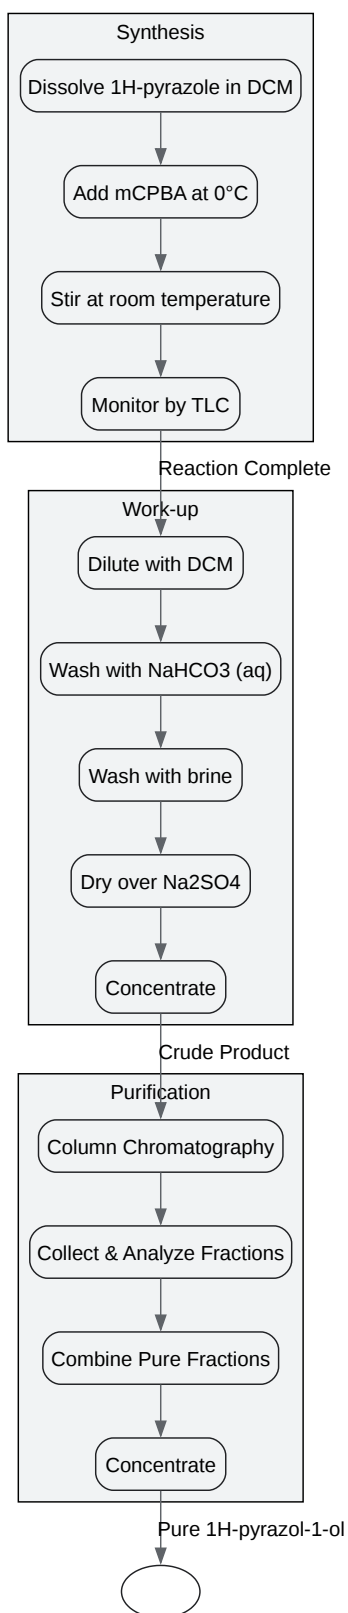 Synthesis
Dissolve 1H-pyrazole in DCM
Add mCPBA at 0°C
Stir at room temperature
Monitor by TLC
Reaction Complete
Work-up
Dilute with DCM
Wash with NaHCO3 (aq)
Wash with brine
Dry over Na2SO4
Concentrate
Crude Product
Purification
Column Chromatography
Collect & Analyze Fractions
Combine Pure Fractions
Concentrate
Pure 1H-pyrazol-1-ol